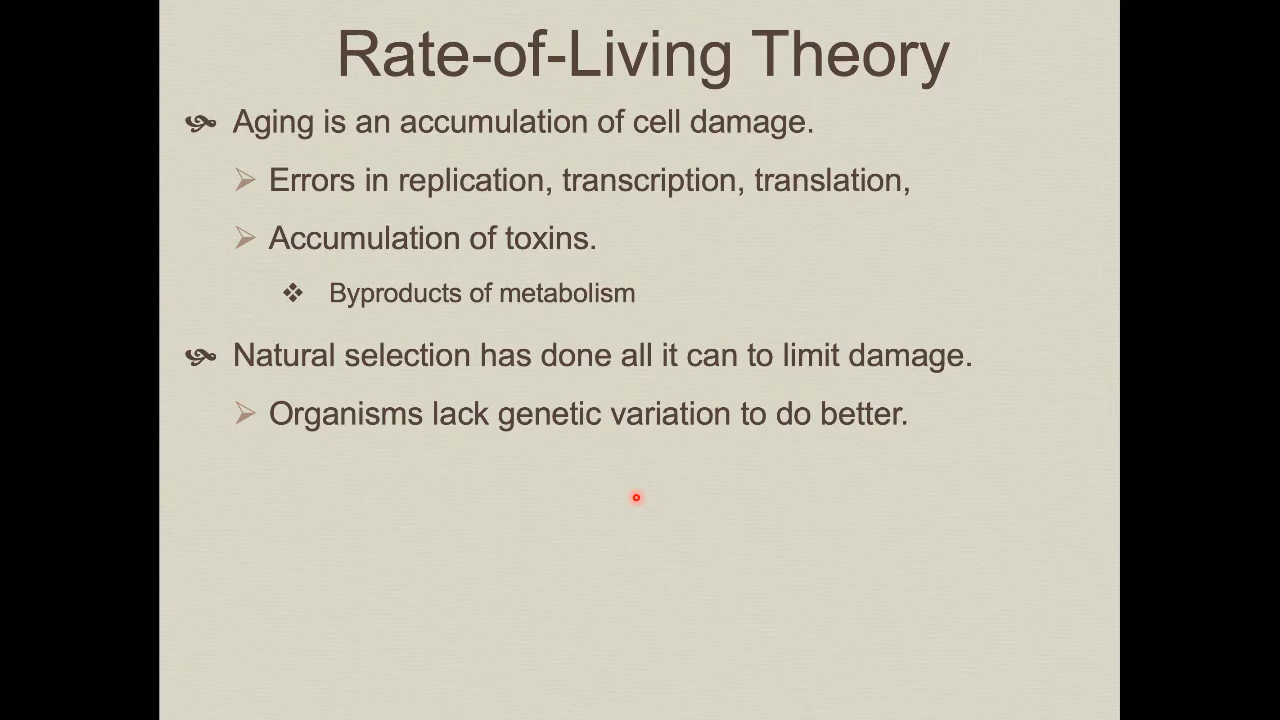 Rate-of-Living Theory
Aging is an accumulation of cell damage.
Errors in replication, transcription, translation,
Accumulation of toxins.
Byproducts of metabolism
Natural selection has done all it can to limit damage.
Organisms lack genetic variation to do better.